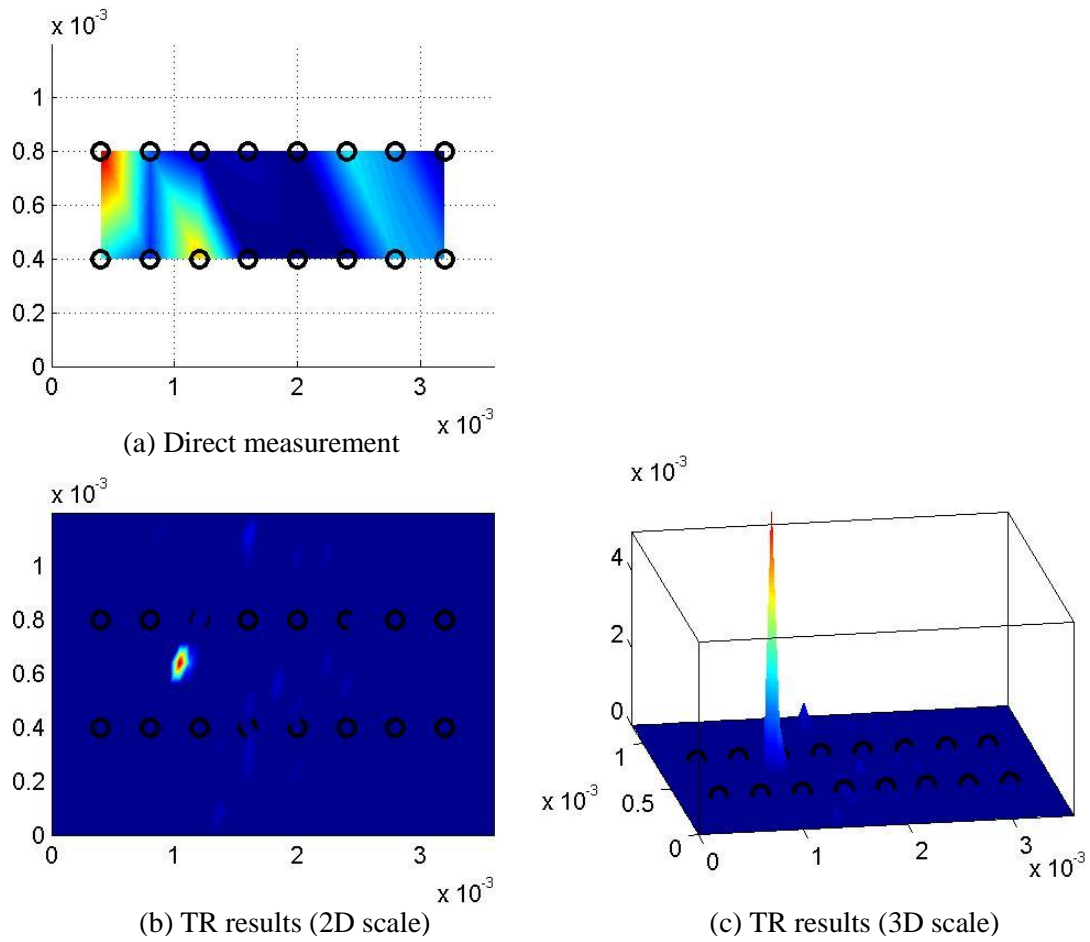 x 10-3
1
0.8
0.6
0.4
0.2
0
0 1 2 3
x 10-3
(a) Direct measurement
x 10-3
1
0.8
0.6
0.4
0.2
0
0 1 2 3
x 10-3
(b) TR results (2D scale)
x 10-3
4
2
0
1
0.5
0
x 10-3
0 1 2 3
x 10-3
(c) TR results (3D scale)